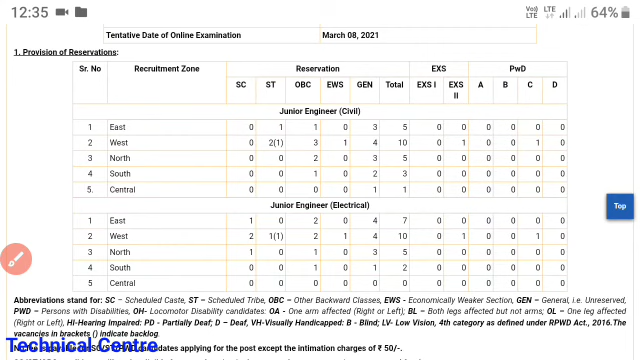 12:35 Vo)) LTE LTE 64%
Tentative Date of Online Examination March 08, 2021
1. Provision of Reservations:
Sr. No Recruitment Zone Reservation EXS PwD
SC ST OBC EWS GEN Total EXS I EXS II A B C D
Junior Engineer (Civil)
1 East 0 1 1 0 3 5 0 0 0 0 0 0
2 West 0 2(1) 3 1 4 10 0 1 0 0 1 0
3 North 0 0 2 0 3 5 0 0 0 0 0 0
4 South 0 0 1 0 2 3 0 0 0 0 0 0
5. Central 0 0 0 0 1 1 0 0 0 0 0 0
Junior Engineer (Electrical)
1 East 1 0 2 0 4 7 0 0 0 0 0 0
2 West 2 1(1) 2 1 4 10 0 1 0 0 1 0
3 North 1 0 1 0 3 5 0 0 0 0 0 0
4 South 0 0 1 0 1 2 0 0 0 0 0 0
5 Central 0 0 0 0 0 0 0 0 0 0 0 0
Top
Abbreviations stand for: SC – Scheduled Caste, ST – Scheduled Tribe, OBC – Other Backward Classes, EWS - Economically Weaker Section, GEN – General, i.e. Unreserved,
PWD – Persons with Disabilities, OH- Locomotor Disability candidates: OA - One arm affected (Right or Left); BL – Both legs affected but not arms; OL – One leg affected
(Right or Left), HI-Hearing Impaired: PD - Partially Deaf; D – Deaf, VH-Visually Handicapped: B - Blind; LV- Low Vision, 4th category as defined under RPWD Act., 2016.The
vacancies in brackets () indicate backlog.
Technical Centre
candidates applying for the post except the intimation charges of ₹ 50/-.